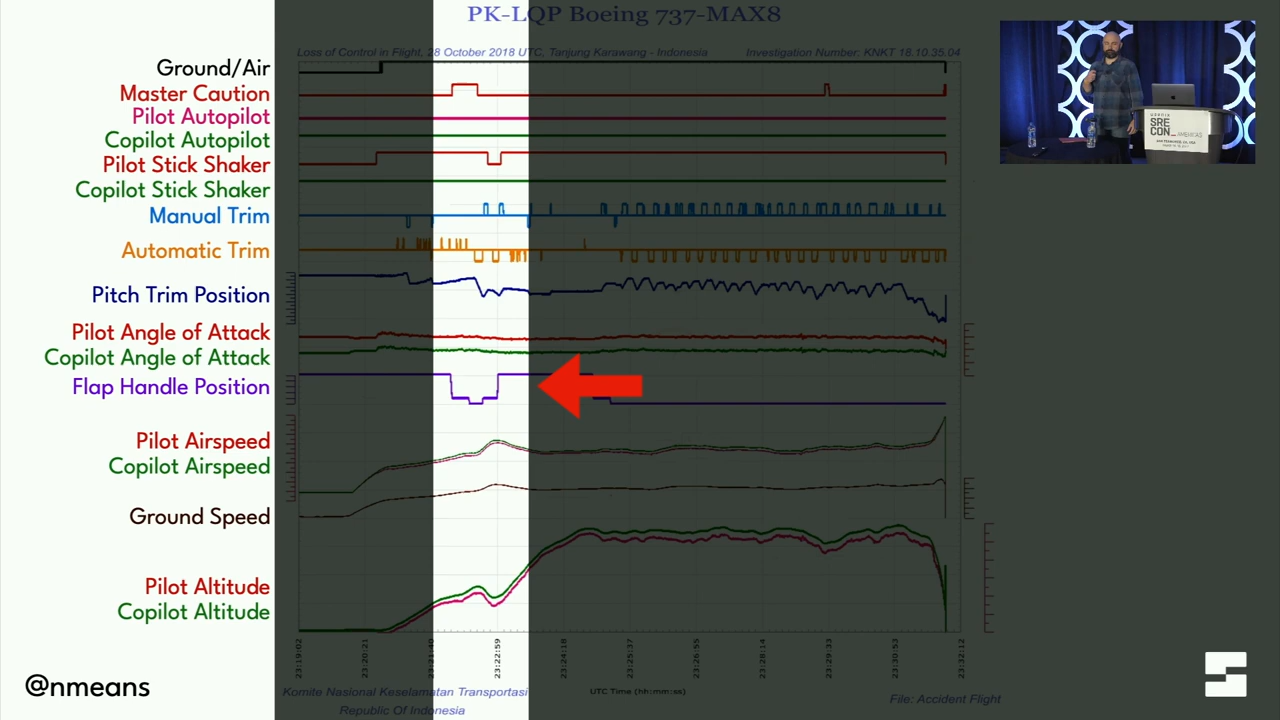 PK-LQP Boeing 737-MAX8
Loss of Control in Flight, 28 October 2018 UTC, Tanjung Karawang - Indonesia
Investigation Number: KNKT 18.10.35.04
Ground/Air
Master Caution
Pilot Autopilot
Copilot Autopilot
Pilot Stick Shaker
Copilot Stick Shaker
Manual Trim
Automatic Trim
Pitch Trim Position
Pilot Angle of Attack
Copilot Angle of Attack
Flap Handle Position
Pilot Airspeed
Copilot Airspeed
Ground Speed
Pilot Altitude
Copilot Altitude
23:19:02
23:20:21
23:21:40
23:22:59
23:24:18
23:25:37
23:26:55
23:28:14
23:29:33
23:30:53
23:32:12
UTC Time (hh:mm:ss)
Komite Nasional Keselamatan Transportasi
Republic Of Indonesia
File: Accident Flight
@nmeans
usenix
SRE
CON
AMERICAS